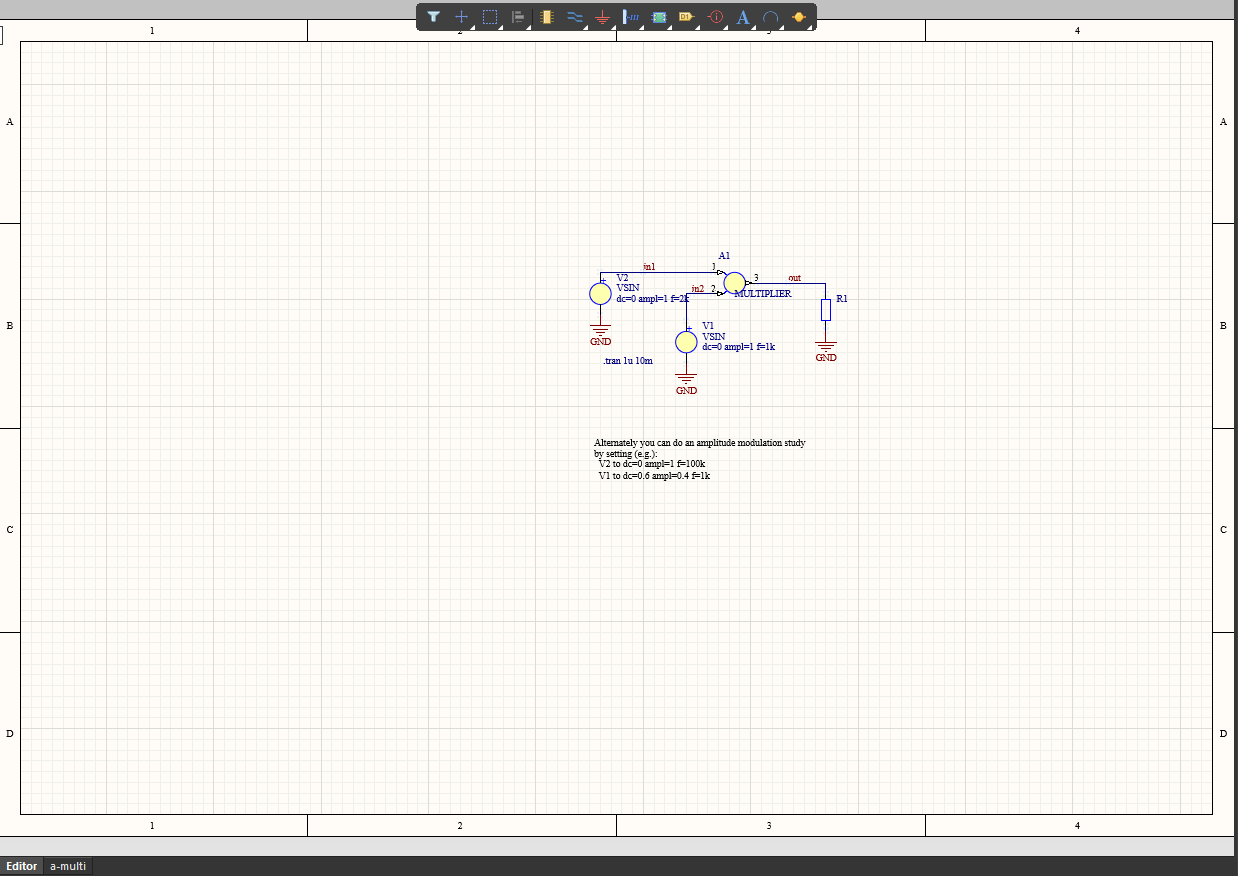 1
2
3
4
A
A
A1
in1
1
V2
VSIN
dc=0 ampl=1 f=2k
in2
2
3
out
MULTIPLIER
R1
B
B
V1
VSIN
dc=0 ampl=1 f=1k
GND
GND
.tran 1u 10m
GND
Alternately you can do an amplitude modulation study
by setting (e.g.):
V2 to dc=0 ampl=1 f=100k
V1 to dc=0.6 ampl=0.4 f=1k
C
C
D
D
1
2
3
4
Editor
a-multi